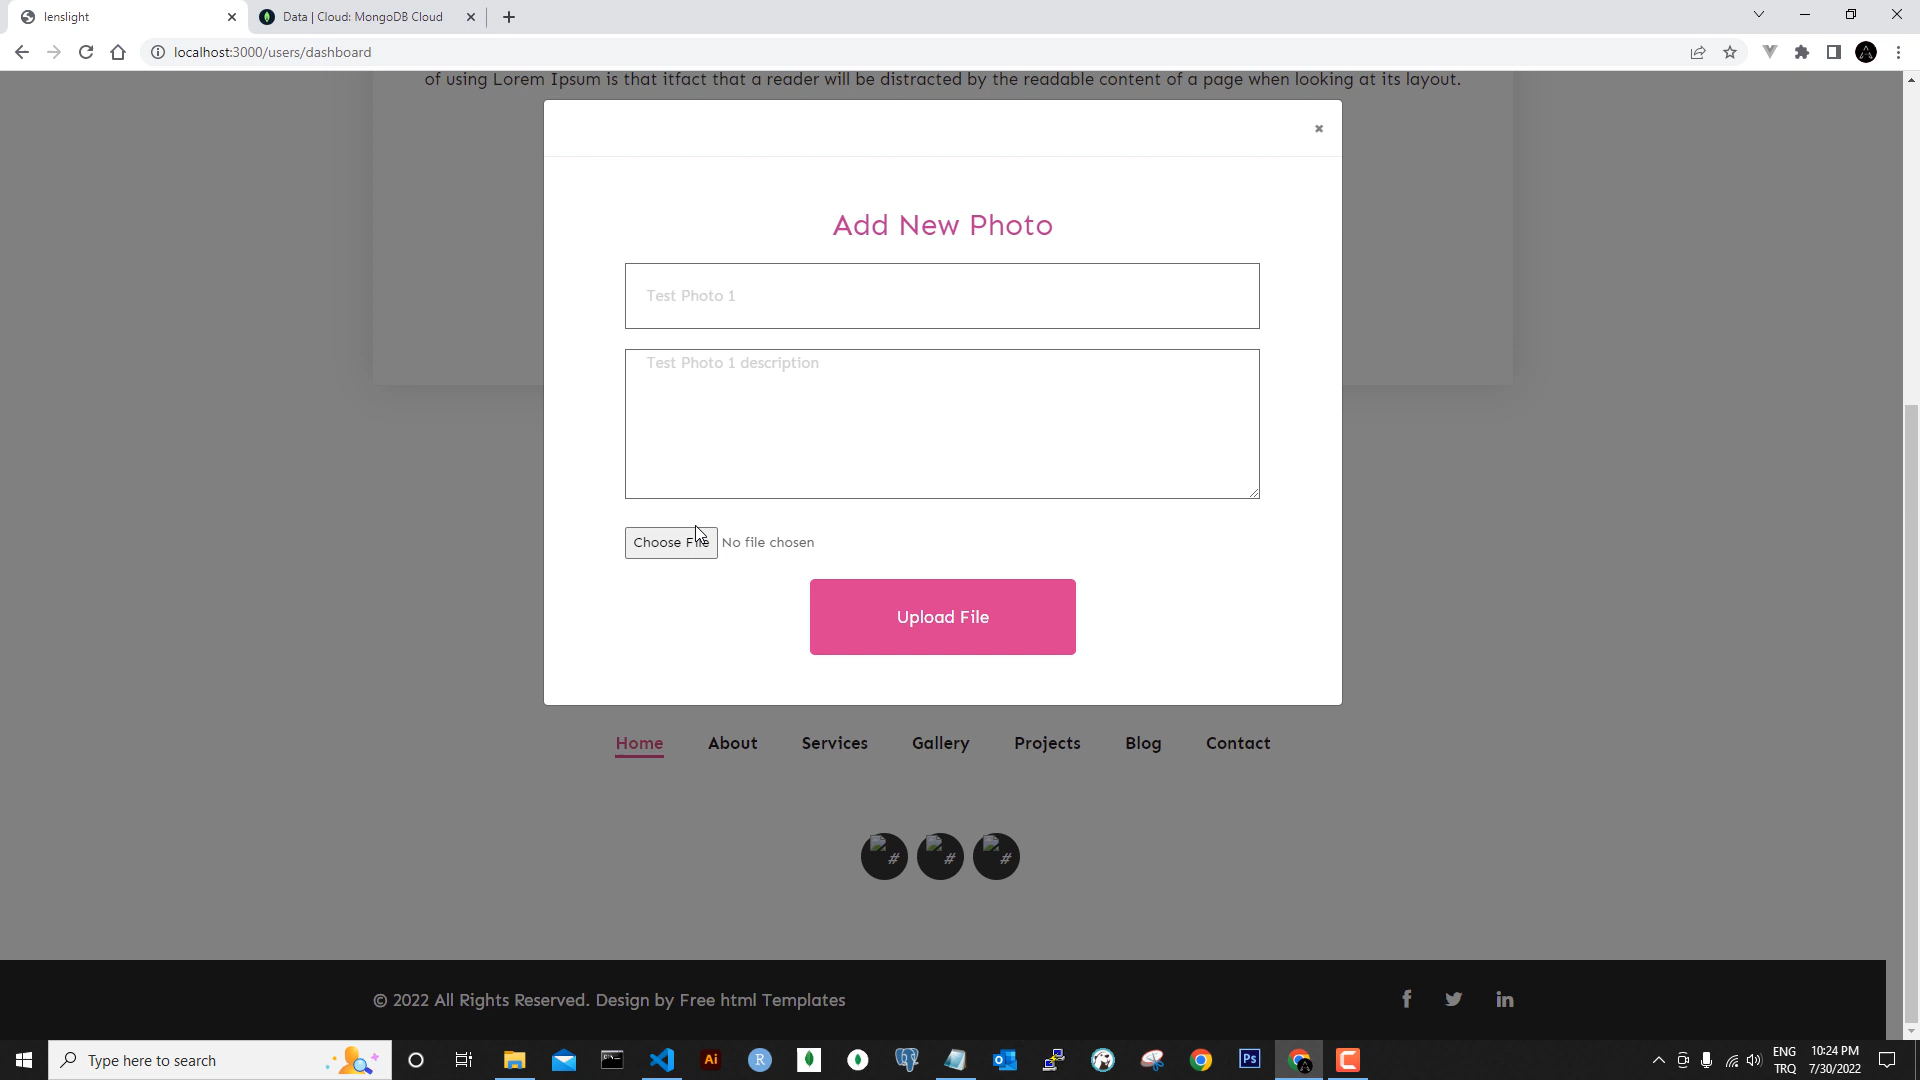 lenslight
Data | Cloud: MongoDB Cloud
localhost:3000/users/dashboard
of using Lorem Ipsum is that itfact that a reader will be distracted by the readable content of a page when looking at its layout.
×
Add New Photo
Test Photo 1
Test Photo 1 description
Choose File No file chosen
Upload File
Home About Services Gallery Projects Blog Contact
# # #
© 2022 All Rights Reserved. Design by Free html Templates
Type here to search
Ai R Ps A C
ENG 10:24 PM
TRQ 7/30/2022